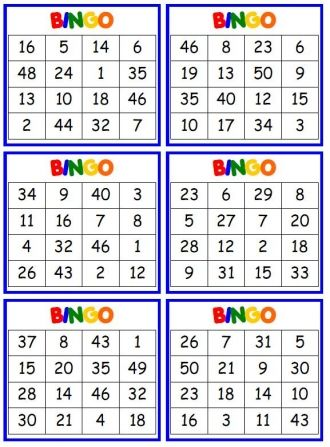 BINGO
16 5 14 6
48 24 1 35
13 10 18 46
2 44 32 7
BINGO
46 8 23 6
19 13 50 9
35 40 12 15
10 17 34 3
BINGO
34 9 40 3
11 16 7 8
4 32 46 1
26 43 2 12
BINGO
23 6 29 8
5 27 7 20
28 12 2 18
9 31 15 33
BINGO
37 8 43 1
15 20 35 49
28 14 46 32
30 21 4 18
BINGO
26 7 31 5
50 21 9 30
23 18 14 10
16 3 11 43